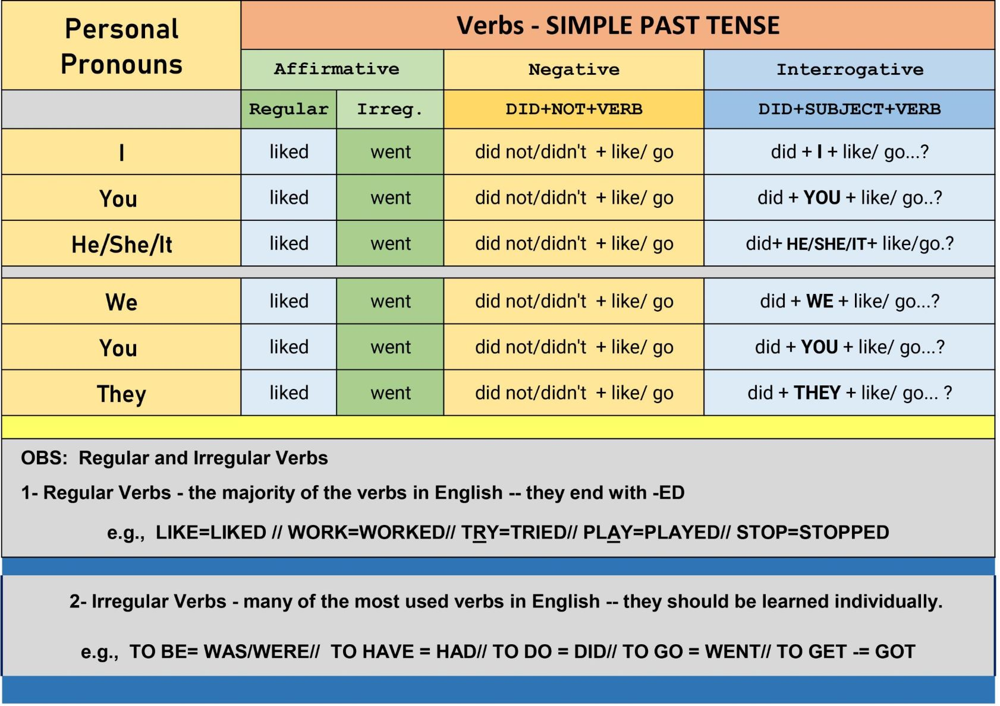 Personal
Pronouns
Verbs - SIMPLE PAST TENSE
Affirmative Negative Interrogative
Regular Irreg. DID+NOT+VERB DID+SUBJECT+VERB
I liked went did not/didn't + like/ go did + I + like/ go...?
You liked went did not/didn't + like/ go did + YOU + like/ go..?
He/She/It liked went did not/didn't + like/ go did+ HE/SHE/IT+ like/go.?
We liked went did not/didn't + like/ go did + WE + like/ go...?
You liked went did not/didn't + like/ go did + YOU + like/ go...?
They liked went did not/didn't + like/ go did + THEY + like/ go... ?
OBS: Regular and Irregular Verbs
1- Regular Verbs - the majority of the verbs in English -- they end with -ED
e.g., LIKE=LIKED // WORK=WORKED// TRY=TRIED// PLAY=PLAYED// STOP=STOPPED
2- Irregular Verbs - many of the most used verbs in English -- they should be learned individually.
e.g., TO BE= WAS/WERE// TO HAVE = HAD// TO DO = DID// TO GO = WENT// TO GET -= GOT